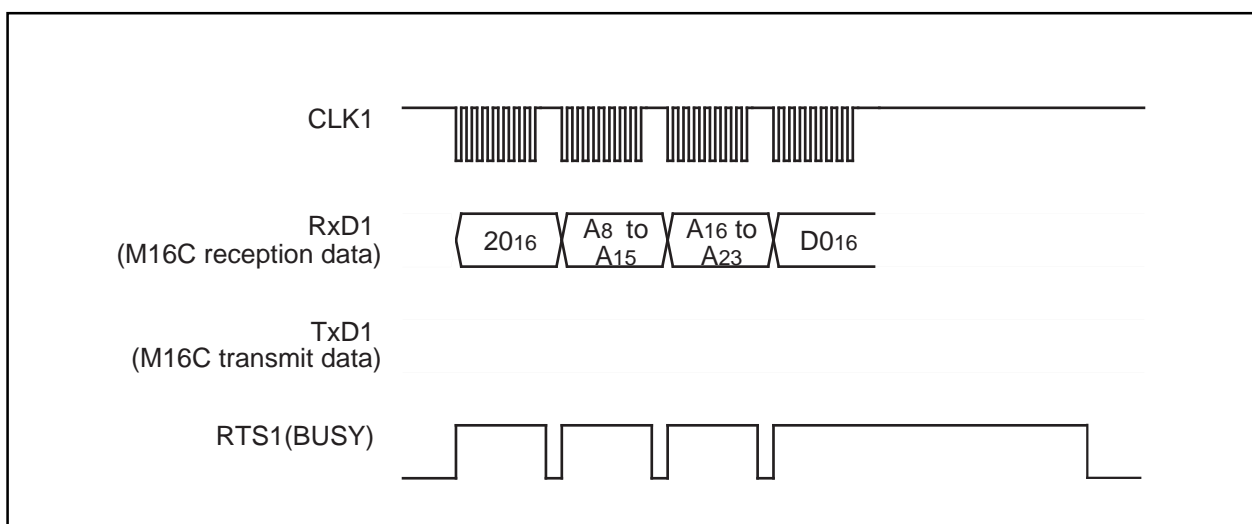 CLK1
RxD1
(M16C reception data)
2016
A8 to
A15
A16 to
A23
D016
TxD1
(M16C transmit data)
RTS1(BUSY)